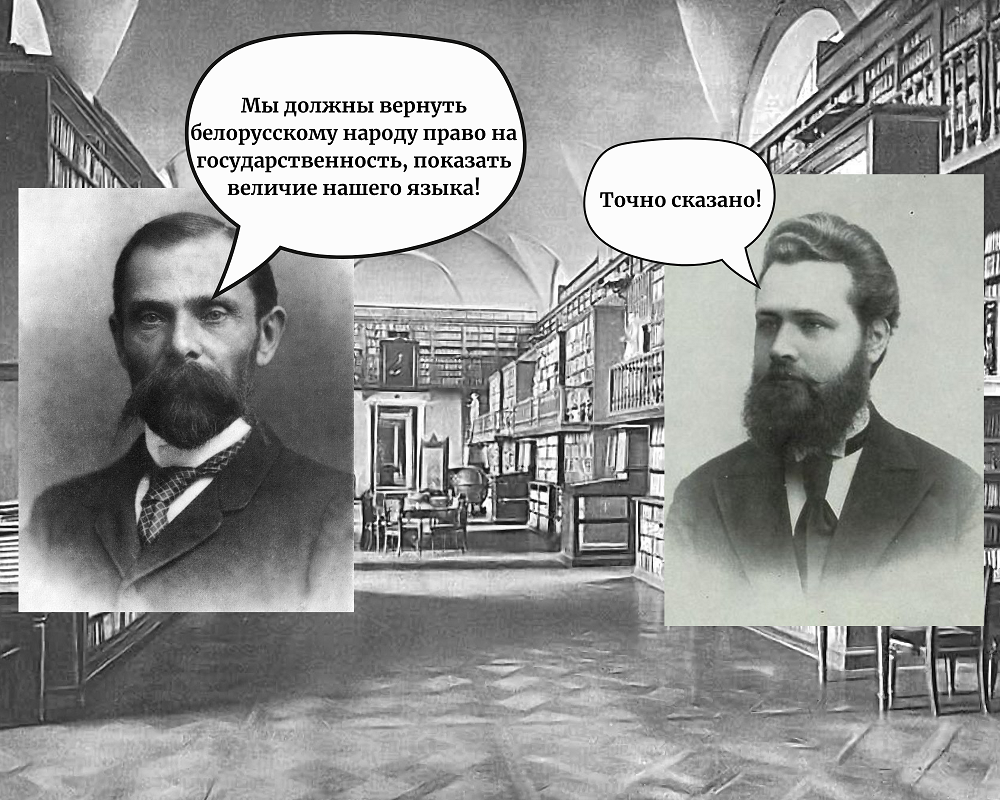 Мы должны вернуть
белорусскому народу право на
государственность, показать
величие нашего языка!
Точно сказано!